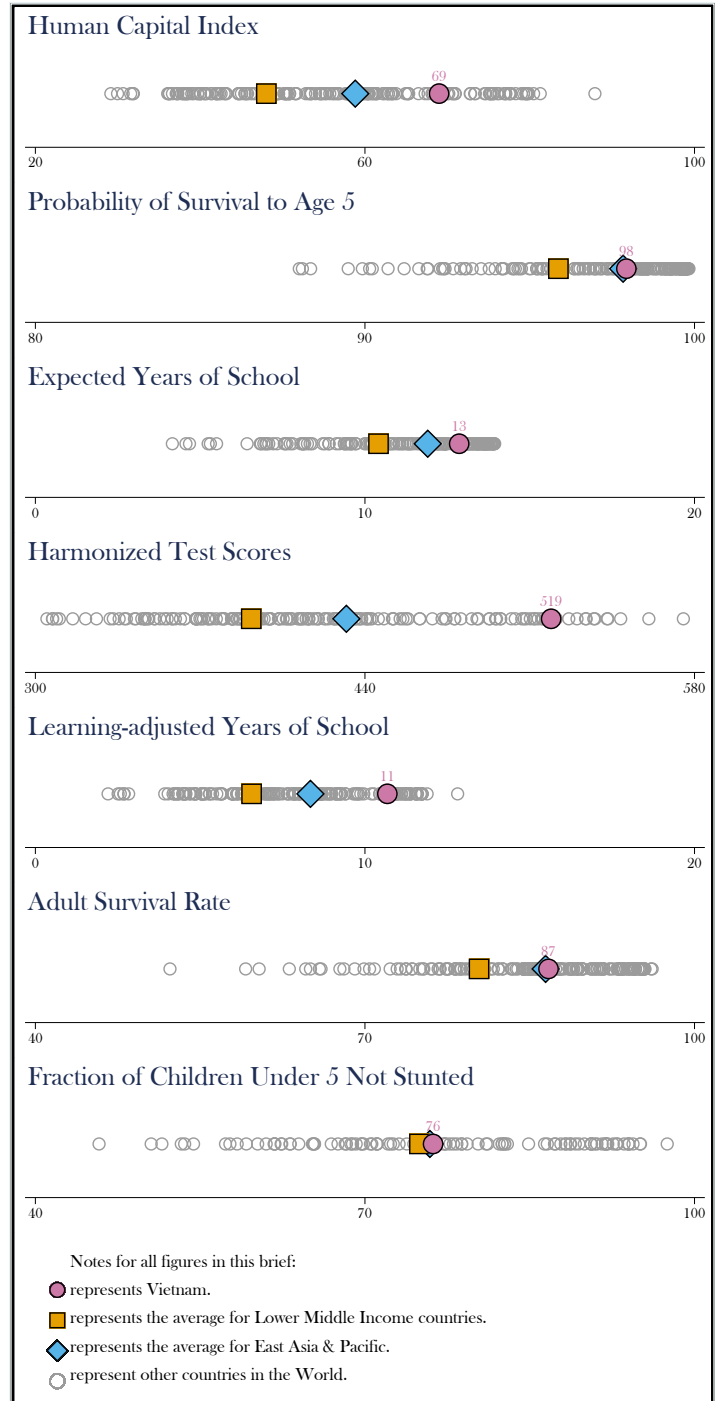 Human Capital Index
69
20 60 100
Probability of Survival to Age 5
98
80 90 100
Expected Years of School
13
0 10 20
Harmonized Test Scores
519
300 440 580
Learning-adjusted Years of School
11
0 10 20
Adult Survival Rate
87
40 70 100
Fraction of Children Under 5 Not Stunted
76
40 70 100
Notes for all figures in this brief:
represents Vietnam.
represents the average for Lower Middle Income countries.
represents the average for East Asia & Pacific.
represent other countries in the World.